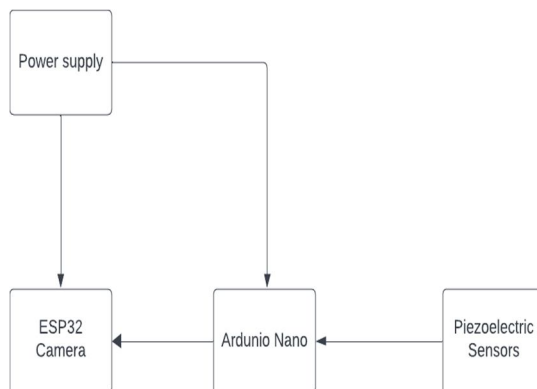 Power supply
ESP32
Camera
Ardunio Nano
Piezoelectric
Sensors